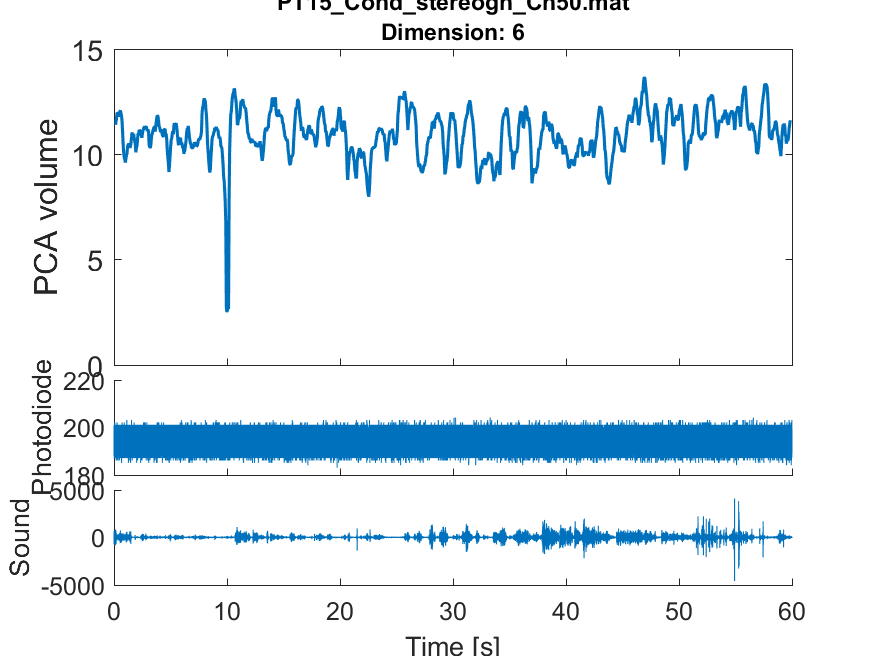 PT15_Cond_stereogn_Ch50.mat
Dimension: 6
15
10
5
0
PCA volume
220
200
180
Photodiode
5000
0
-5000
Sound
0 10 20 30 40 50 60
Time [s]